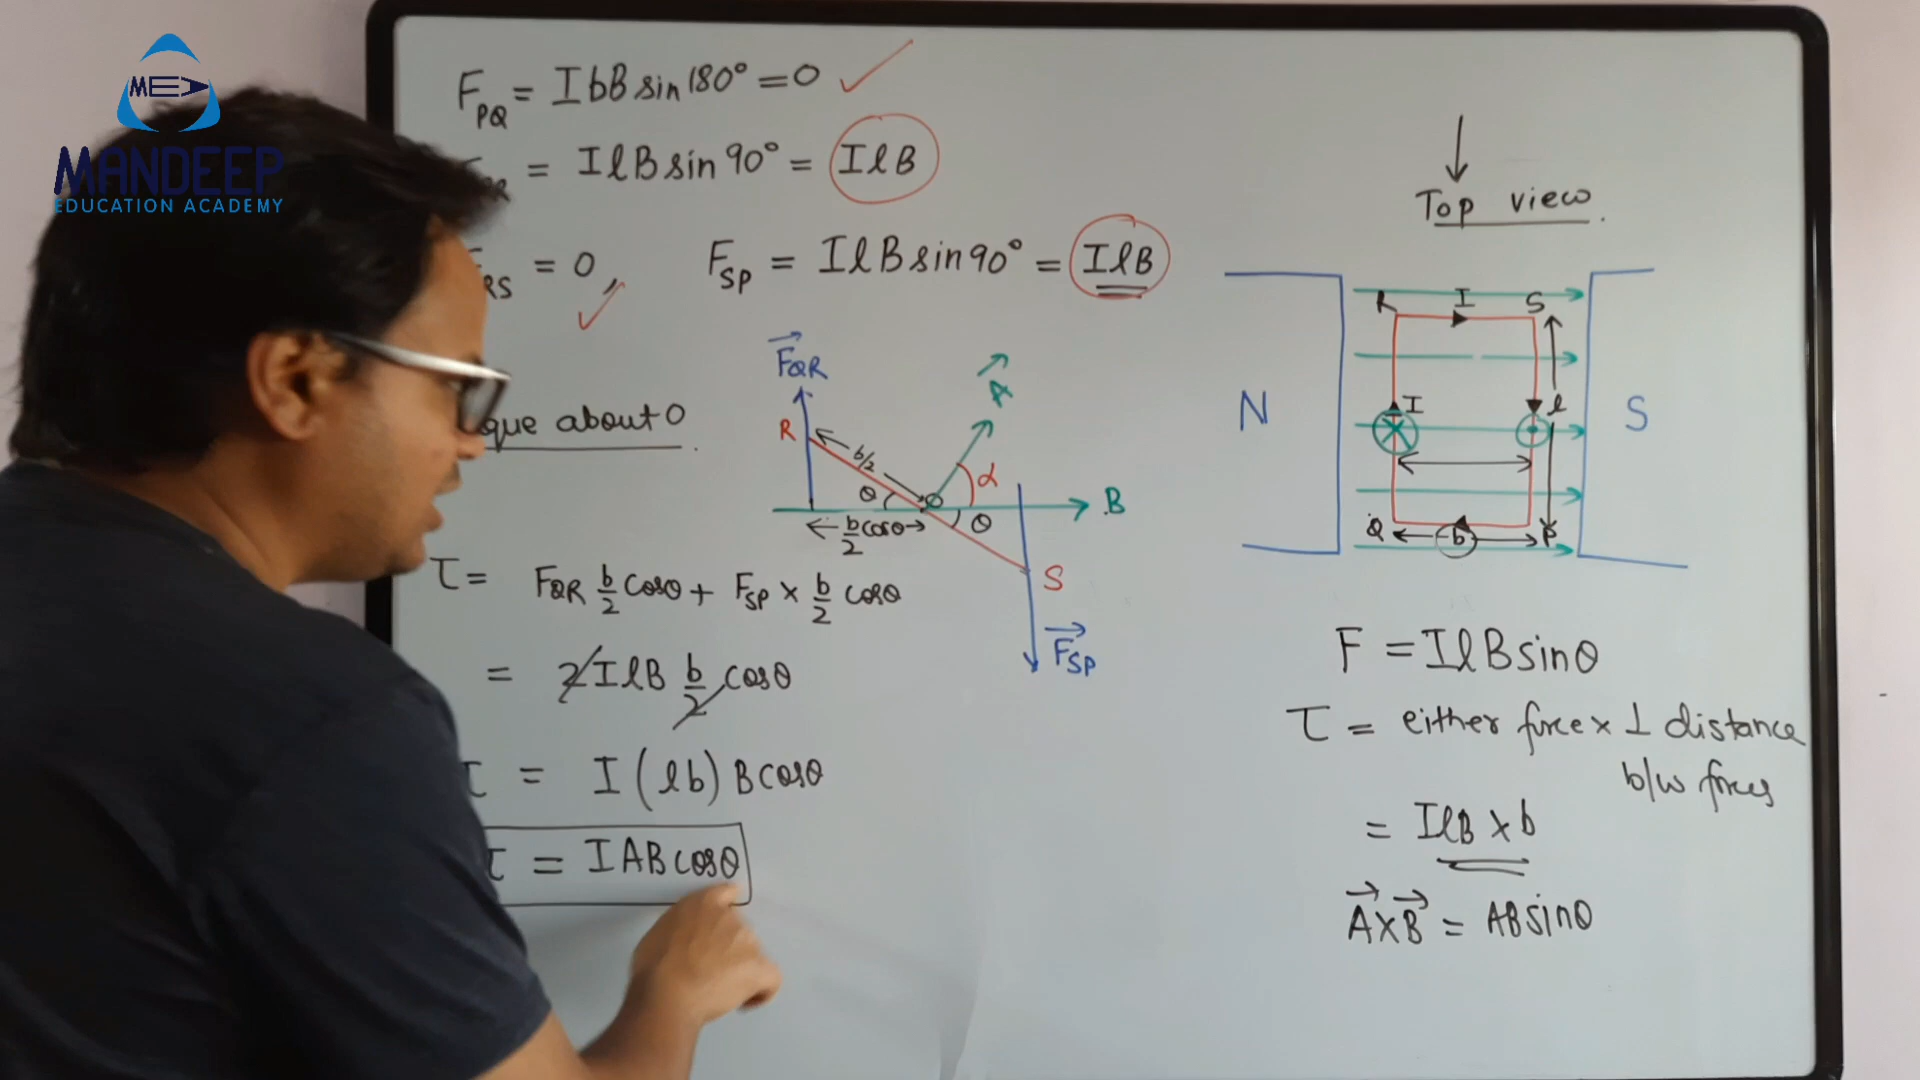 MEA
MANDEEP
EDUCATION ACADEMY
F_PQ = IbB sin 180° = 0 ✓
= IlB sin 90° = IlB
RS = 0, ✓ F_SP = IlB sin 90° = IlB
que about O
τ = F_QR b/2 cosθ + F_SP × b/2 cosθ
= 2IlB b/2 cosθ
τ = I(lb) B cosθ
τ = IAB cosθ
F_QR
R
b/2
θ
O
b/2 cosθ
A
α
B
θ
S
F_SP
Top view.
R I S
N
I
l
S
Q
b
P
F = IlB sinθ
τ = either force × ⊥ distance
b/w forces
= IlB × b
A × B = AB sinθ